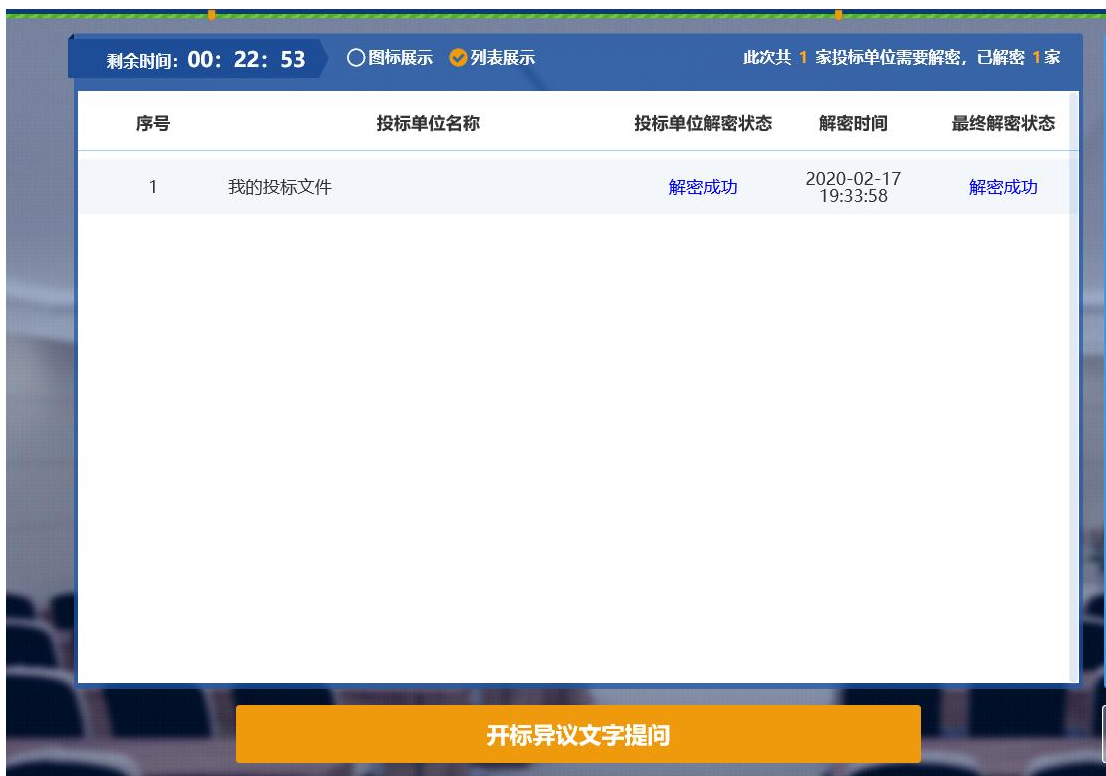 剩余时间：00：22：53 图标展示 列表展示 此次共 1 家投标单位需要解密，已解密 1家
序号 投标单位名称 投标单位解密状态 解密时间 最终解密状态
1 我的投标文件 解密成功 2020-02-17 解密成功
19:33:58
开标异议文字提问